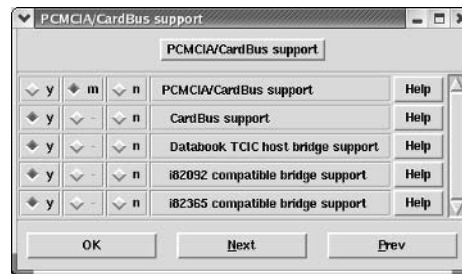 PCMCIA/CardBus support
PCMCIA/CardBus support
y m n PCMCIA/CardBus support Help
y - n CardBus support Help
y - n Databook TCIC host bridge support Help
y - n i82092 compatible bridge support Help
y - n i82365 compatible bridge support Help
OK Next Prev